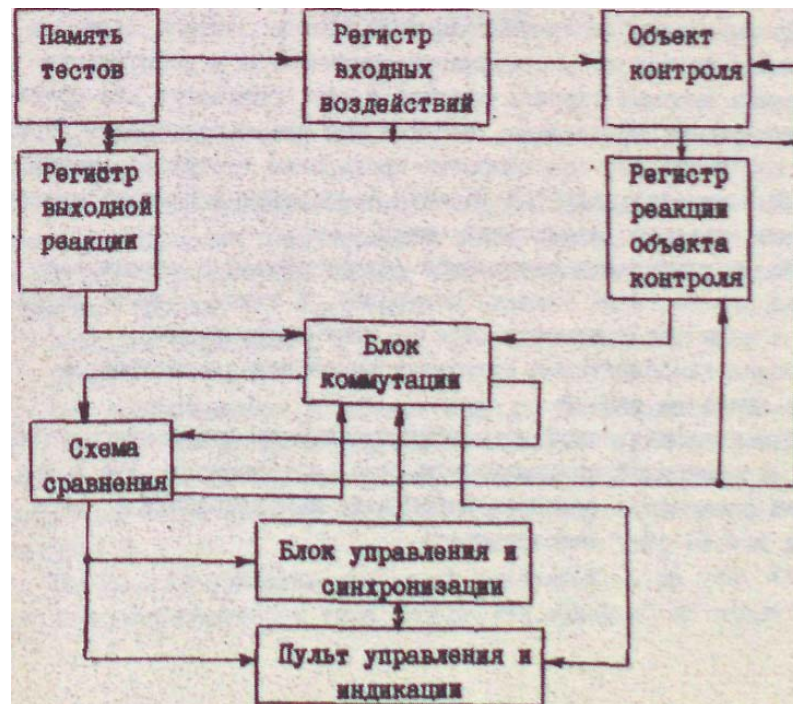 Память
тестов
Регистр
входных
воздействий
Объект
контроля
Регистр
выходной
реакции
Регистр
реакции
объекта
контроля
Блок
коммутации
Схема
сравнения
Блок управления и
синхронизации
Пульт управления и
индикации